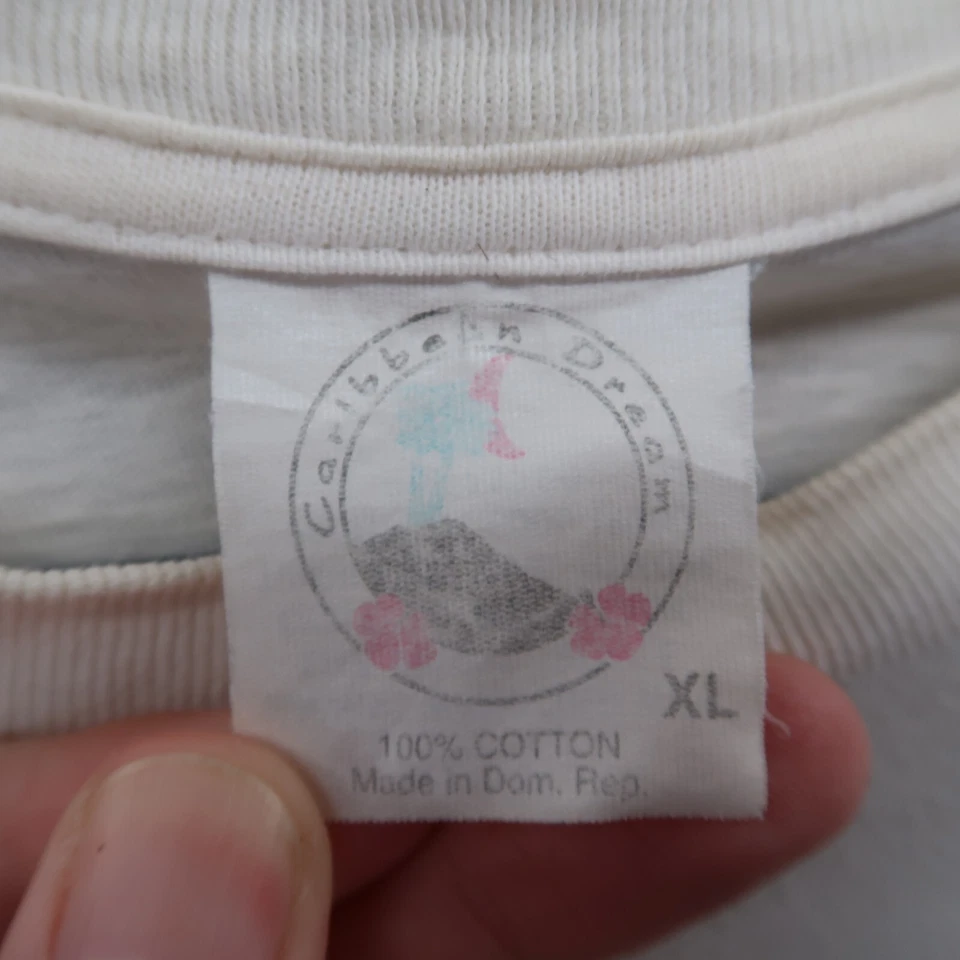 Caribbean Dream
XL
100% COTTON
Made in Dom. Rep.